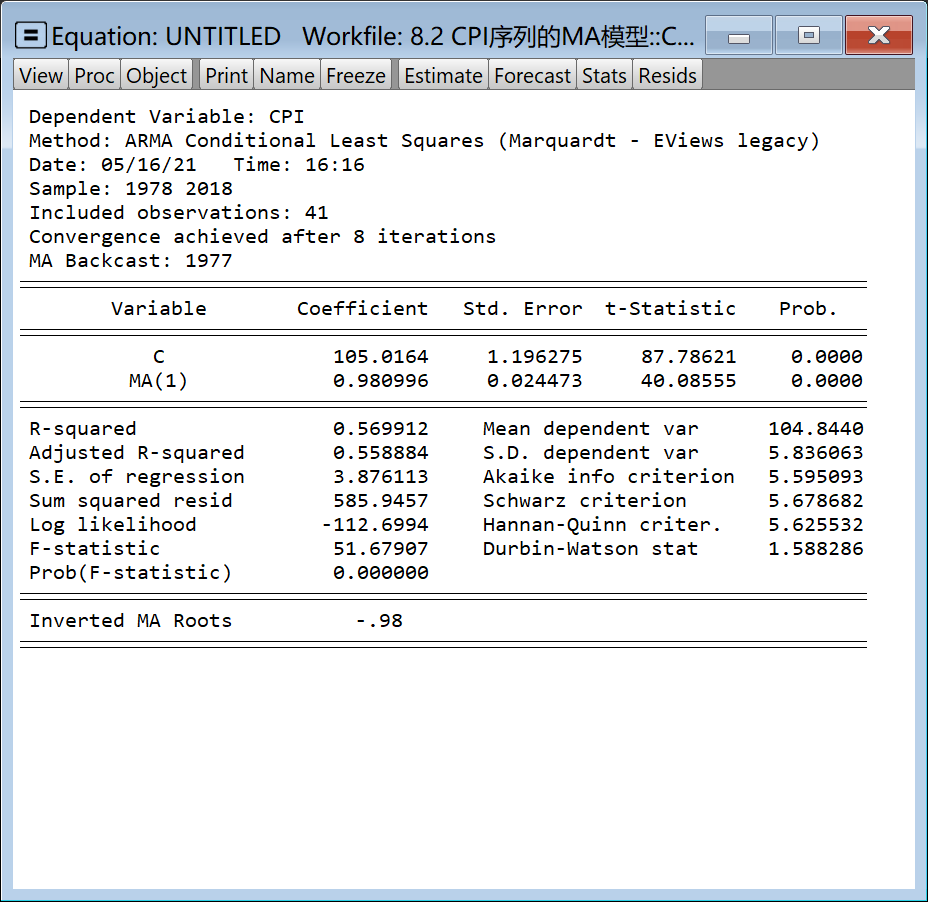 Equation: UNTITLED   Workfile: 8.2 CPI序列的MA模型::C...
View Proc Object Print Name Freeze Estimate Forecast Stats Resids
Dependent Variable: CPI
Method: ARMA Conditional Least Squares (Marquardt - EViews legacy)
Date: 05/16/21   Time: 16:16
Sample: 1978 2018
Included observations: 41
Convergence achieved after 8 iterations
MA Backcast: 1977
Variable Coefficient Std. Error t-Statistic Prob.
C 105.0164 1.196275 87.78621 0.0000
MA(1) 0.980996 0.024473 40.08555 0.0000
R-squared 0.569912 Mean dependent var 104.8440
Adjusted R-squared 0.558884 S.D. dependent var 5.836063
S.E. of regression 3.876113 Akaike info criterion 5.595093
Sum squared resid 585.9457 Schwarz criterion 5.678682
Log likelihood -112.6994 Hannan-Quinn criter. 5.625532
F-statistic 51.67907 Durbin-Watson stat 1.588286
Prob(F-statistic) 0.000000
Inverted MA Roots -.98